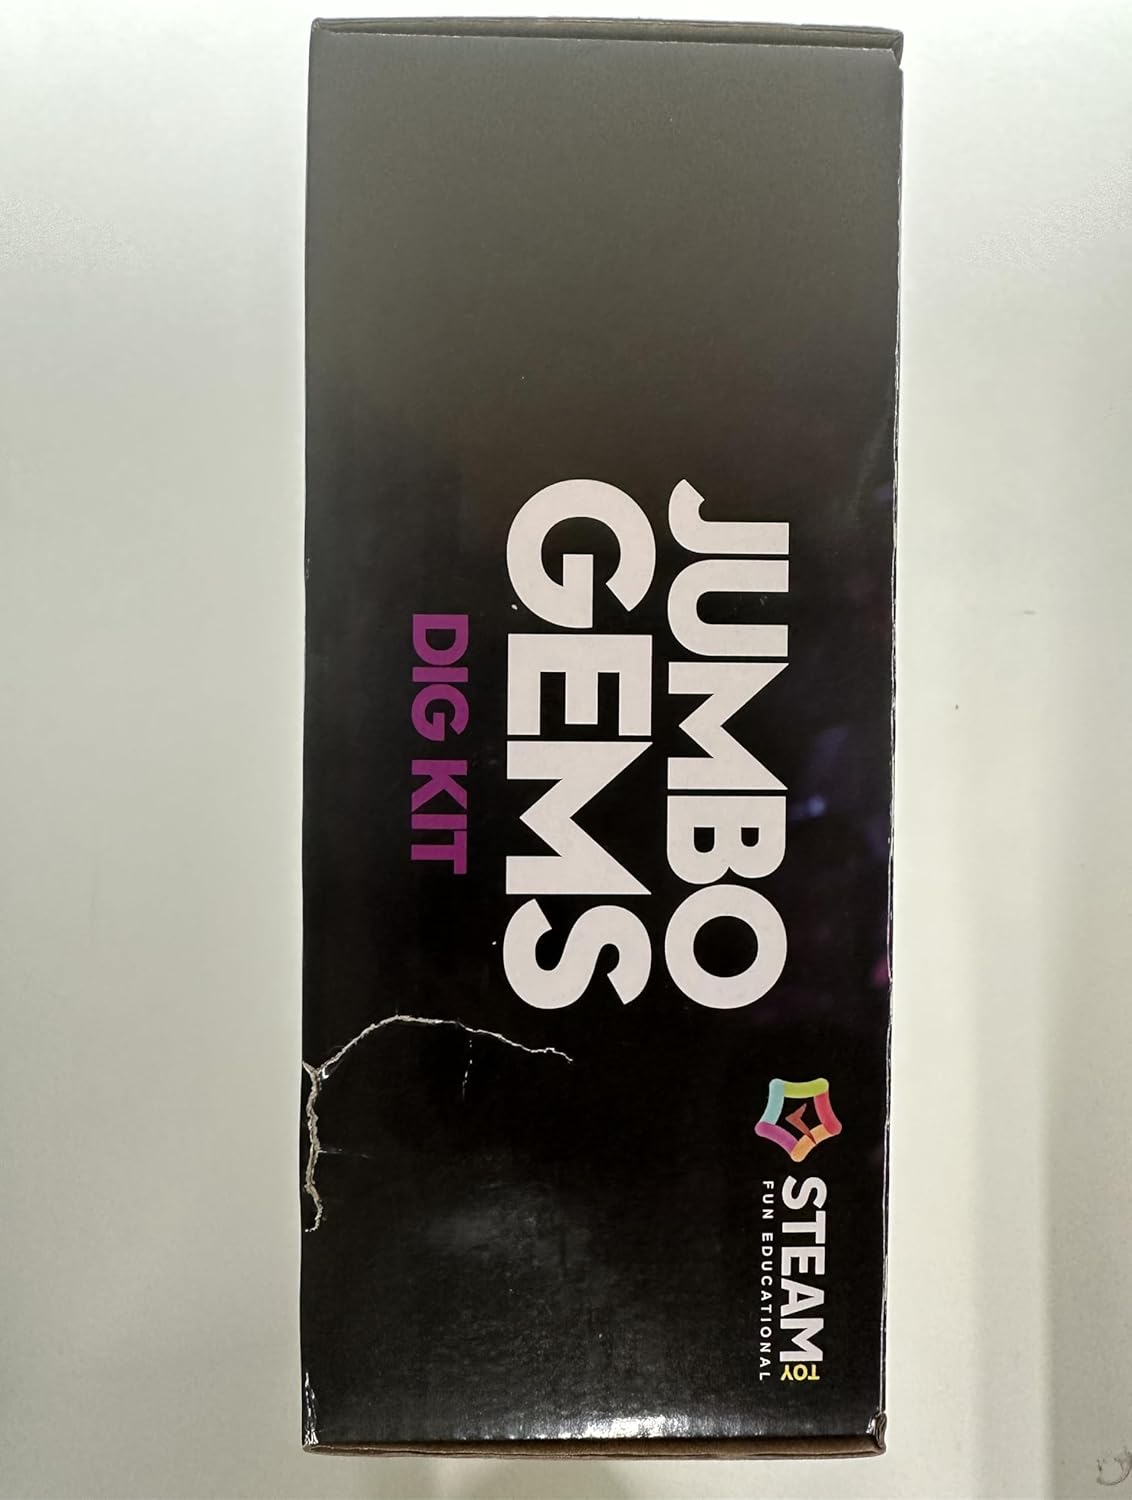 JUMBO
GEMS
DIG KIT
STEAM TOY
FUN EDUCATIONAL